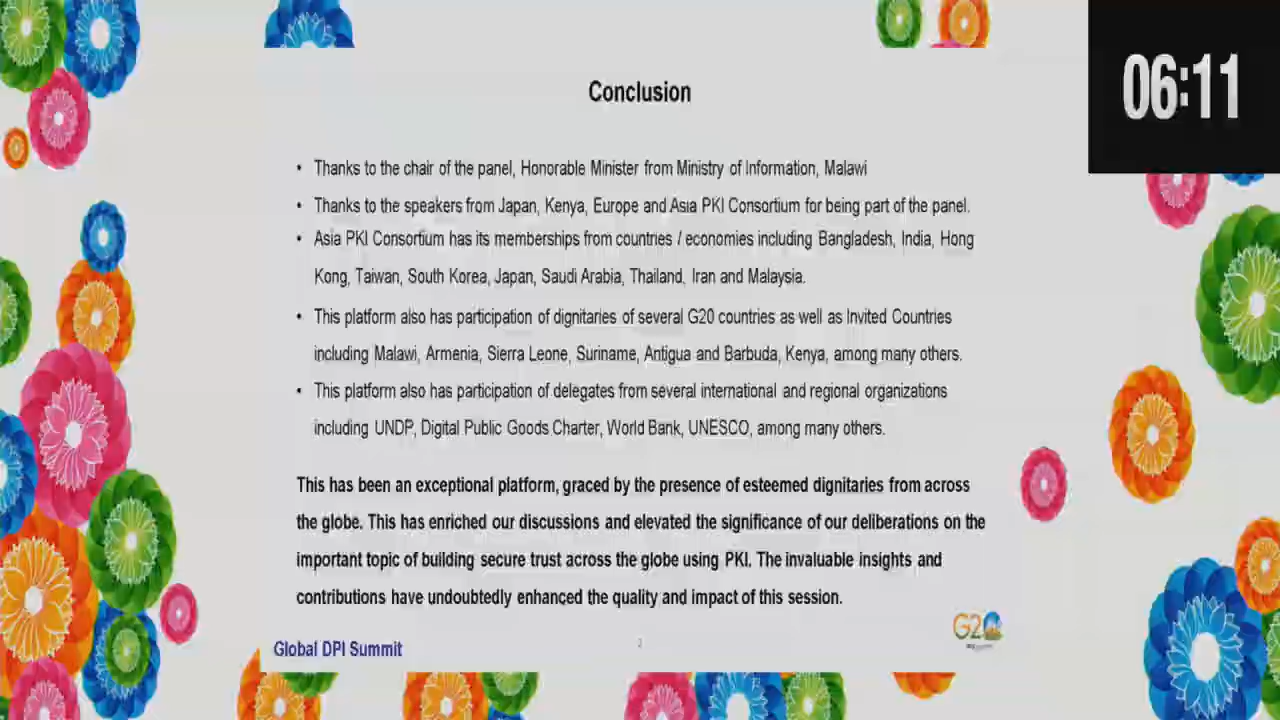 06:11
Conclusion
• Thanks to the chair of the panel, Honorable Minister from Ministry of Information, Malawi
• Thanks to the speakers from Japan, Kenya, Europe and Asia PKI Consortium for being part of the panel.
• Asia PKI Consortium has its memberships from countries / economies including Bangladesh, India, Hong
Kong, Taiwan, South Korea, Japan, Saudi Arabia, Thailand, Iran and Malaysia.
• This platform also has participation of dignitaries of several G20 countries as well as Invited Countries
including Malawi, Armenia, Sierra Leone, Suriname, Antigua and Barbuda, Kenya, among many others.
• This platform also has participation of delegates from several international and regional organizations
including UNDP, Digital Public Goods Charter, World Bank, UNESCO, among many others.
This has been an exceptional platform, graced by the presence of esteemed dignitaries from across
the globe. This has enriched our discussions and elevated the significance of our deliberations on the
important topic of building secure trust across the globe using PKI. The invaluable insights and
contributions have undoubtedly enhanced the quality and impact of this session.
G20
Global DPI Summit